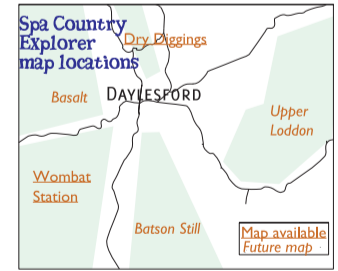 Spa Country
Explorer
map locations
Dry Diggings
Basalt
DAYLESFORD
Upper
Loddon
Wombat
Station
Batson Still
Map available
Future map